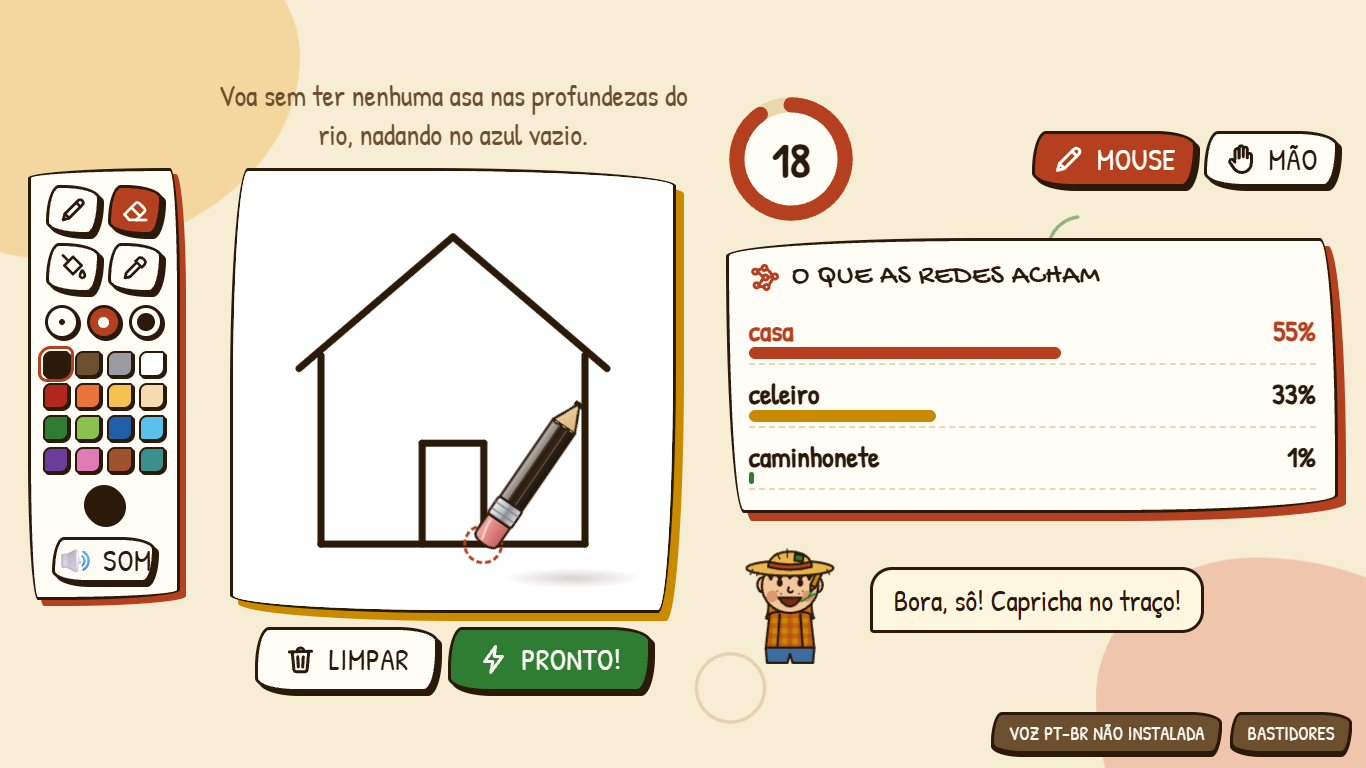 Voa sem ter nenhuma asa nas profundezas do
rio, nadando no azul vazio.
18
MOUSE
MÃO
O QUE AS REDES ACHAM
casa 55%
celeiro 33%
caminhonete 1%
SOM
Bora, sô! Capricha no traço!
LIMPAR
PRONTO!
VOZ PT-BR NÃO INSTALADA
BASTIDORES